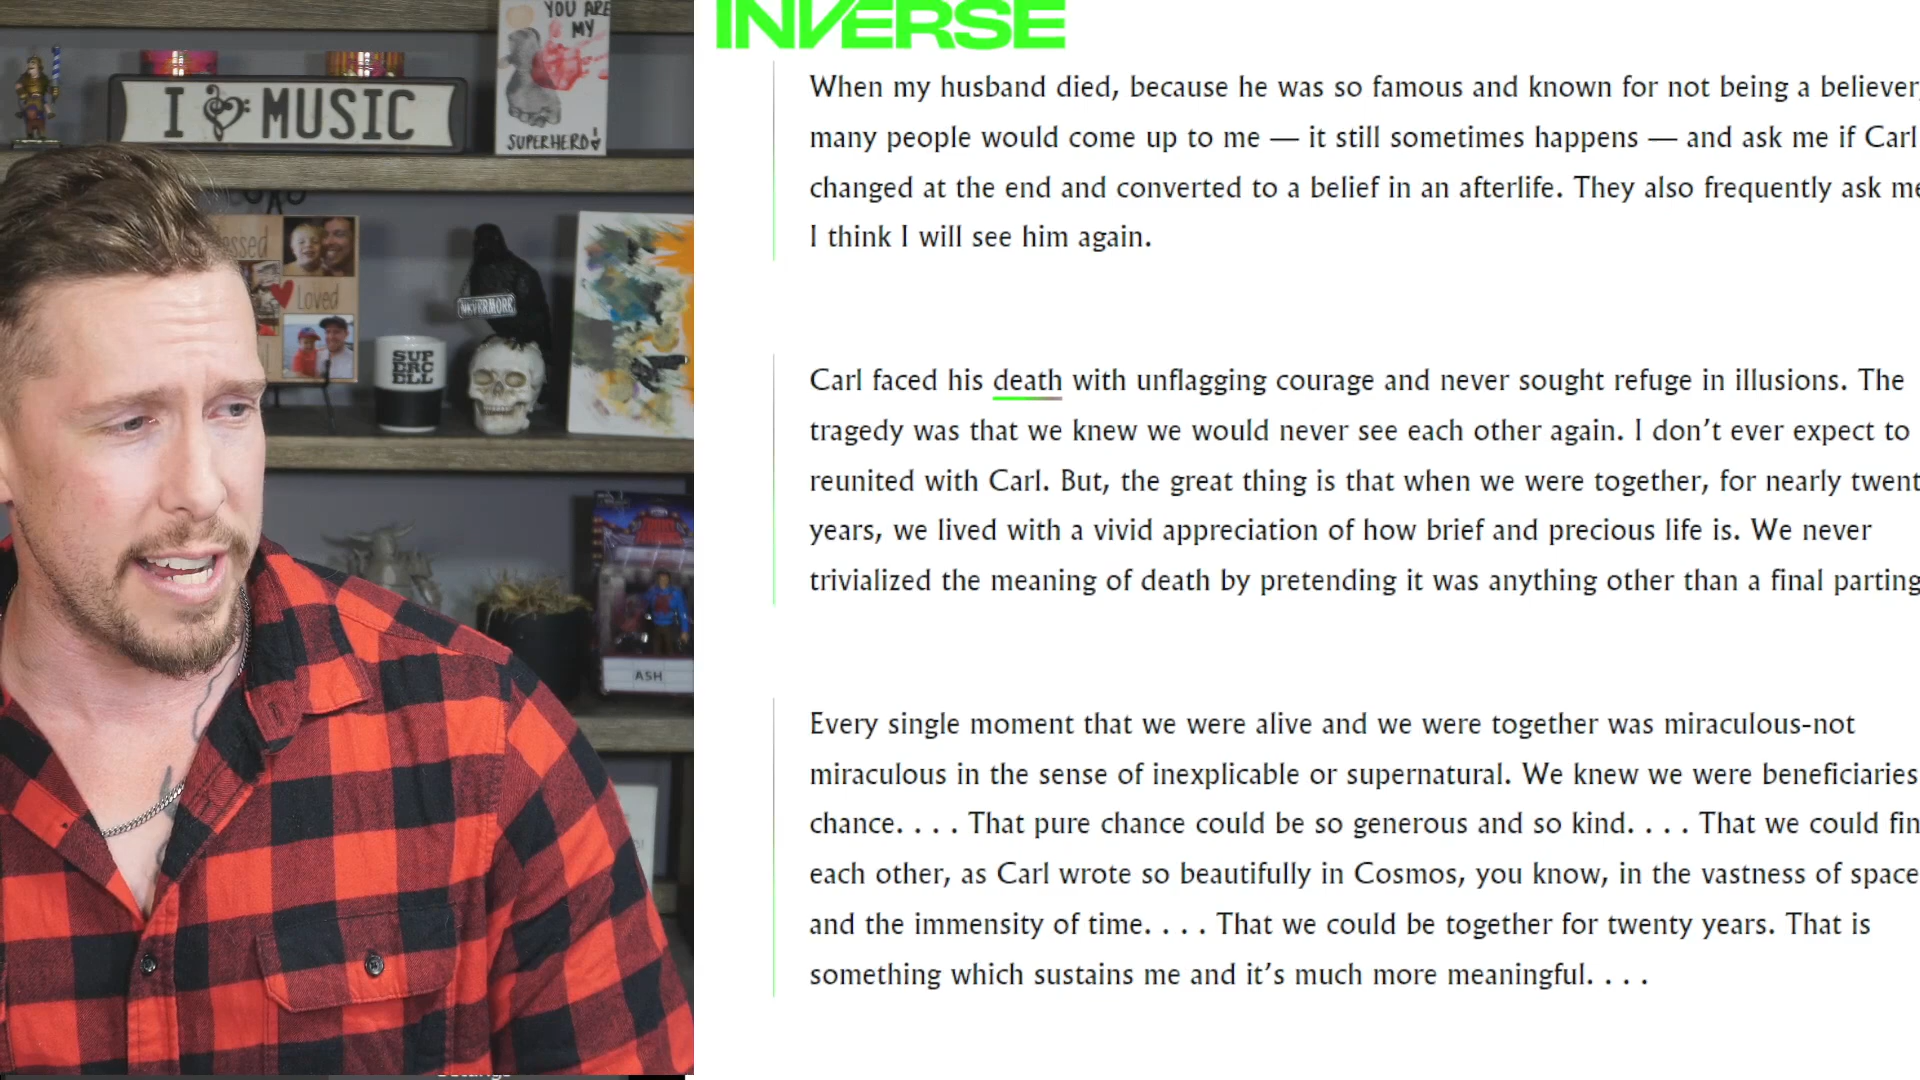 YOU ARE
MY
SUPERHERO
I MUSIC
Loved
NEVERMORE
SUP
ERC
ELL
ASH
INVERSE
When my husband died, because he was so famous and known for not being a believer,
many people would come up to me — it still sometimes happens — and ask me if Carl
changed at the end and converted to a belief in an afterlife. They also frequently ask me
I think I will see him again.
Carl faced his death with unflagging courage and never sought refuge in illusions. The
tragedy was that we knew we would never see each other again. I don’t ever expect to
reunited with Carl. But, the great thing is that when we were together, for nearly twent
years, we lived with a vivid appreciation of how brief and precious life is. We never
trivialized the meaning of death by pretending it was anything other than a final parting
Every single moment that we were alive and we were together was miraculous-not
miraculous in the sense of inexplicable or supernatural. We knew we were beneficiaries
chance. . . . That pure chance could be so generous and so kind. . . . That we could fin
each other, as Carl wrote so beautifully in Cosmos, you know, in the vastness of space
and the immensity of time. . . . That we could be together for twenty years. That is
something which sustains me and it’s much more meaningful. . . .